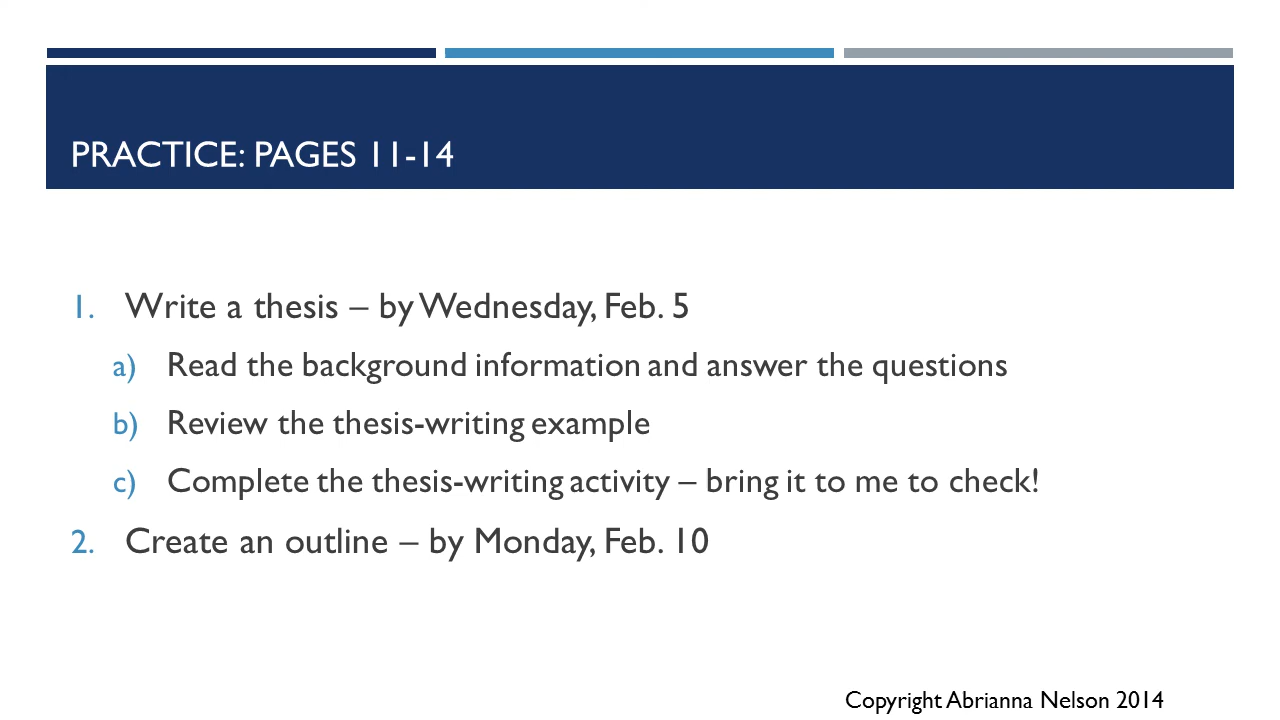 PRACTICE: PAGES 11-14
1. Write a thesis – by Wednesday, Feb. 5
a) Read the background information and answer the questions
b) Review the thesis-writing example
c) Complete the thesis-writing activity – bring it to me to check!
2. Create an outline – by Monday, Feb. 10
Copyright Abrianna Nelson 2014